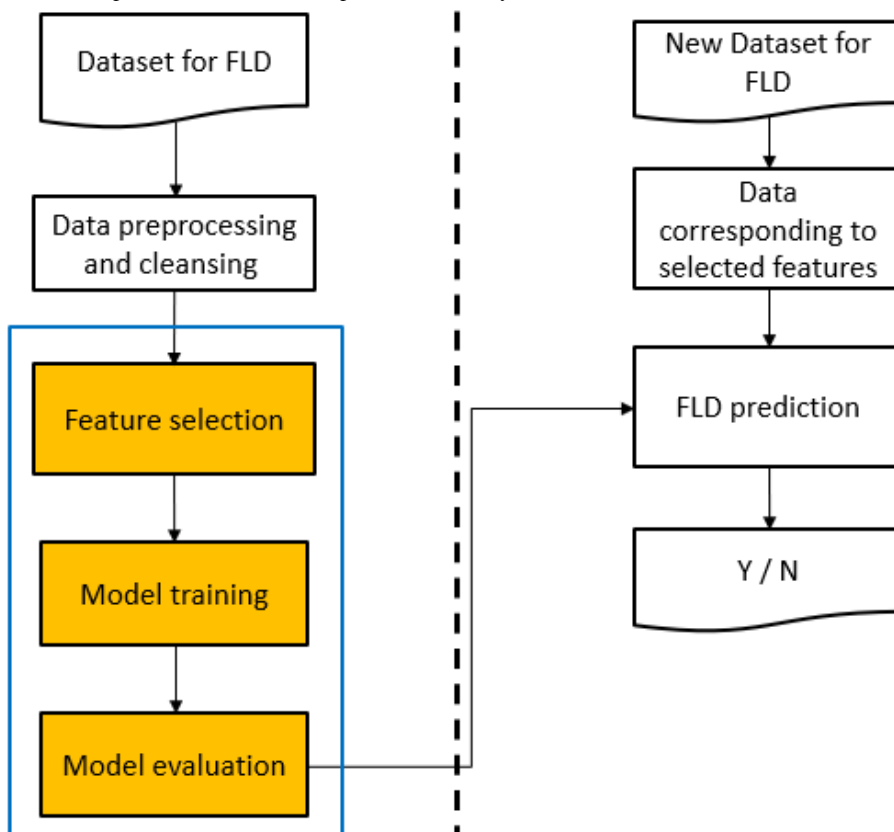 Dataset for FLD
Data preprocessing
and cleansing
Feature selection
Model training
Model evaluation
New Dataset for
FLD
Data
corresponding to
selected features
FLD prediction
Y / N